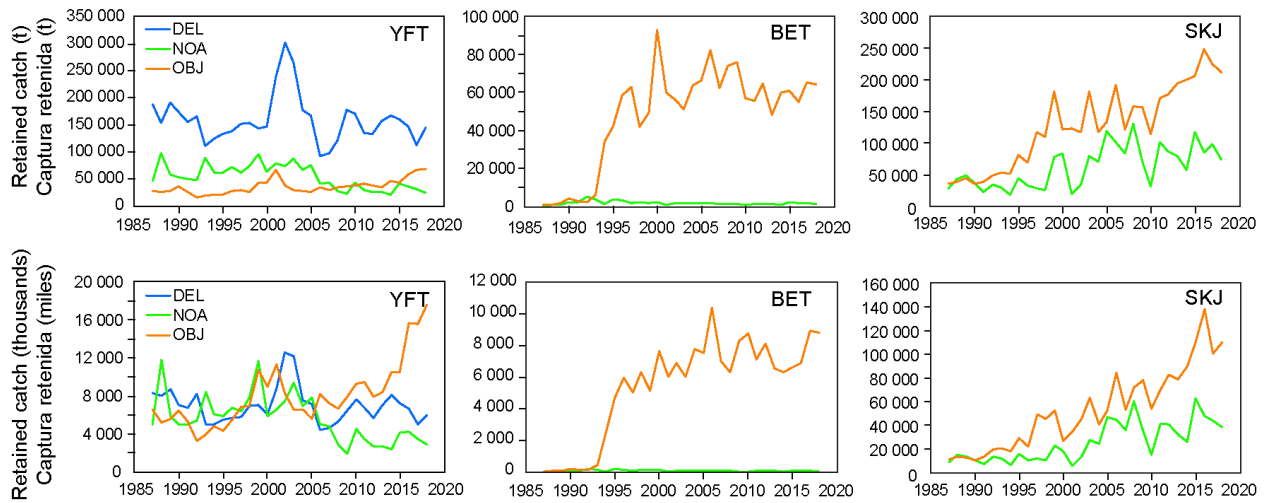 Retained catch (t)
Captura retenida (t)
YFT
DEL
NOA
OBJ
350 000
300 000
250 000
200 000
150 000
100 000
50 000
0
1985 1990 1995 2000 2005 2010 2015 2020
BET
100 000
80 000
60 000
40 000
20 000
0
1985 1990 1995 2000 2005 2010 2015 2020
SKJ
300 000
250 000
200 000
150 000
100 000
50 000
0
1985 1990 1995 2000 2005 2010 2015 2020
Retained catch (thousands)
Captura retenida (miles)
YFT
DEL
NOA
OBJ
20 000
16 000
12 000
8 000
4 000
0
1985 1990 1995 2000 2005 2010 2015 2020
BET
12 000
10 000
8 000
6 000
4 000
2 000
0
1985 1990 1995 2000 2005 2010 2015 2020
SKJ
160 000
140 000
120 000
100 000
80 000
60 000
40 000
20 000
0
1985 1990 1995 2000 2005 2010 2015 2020